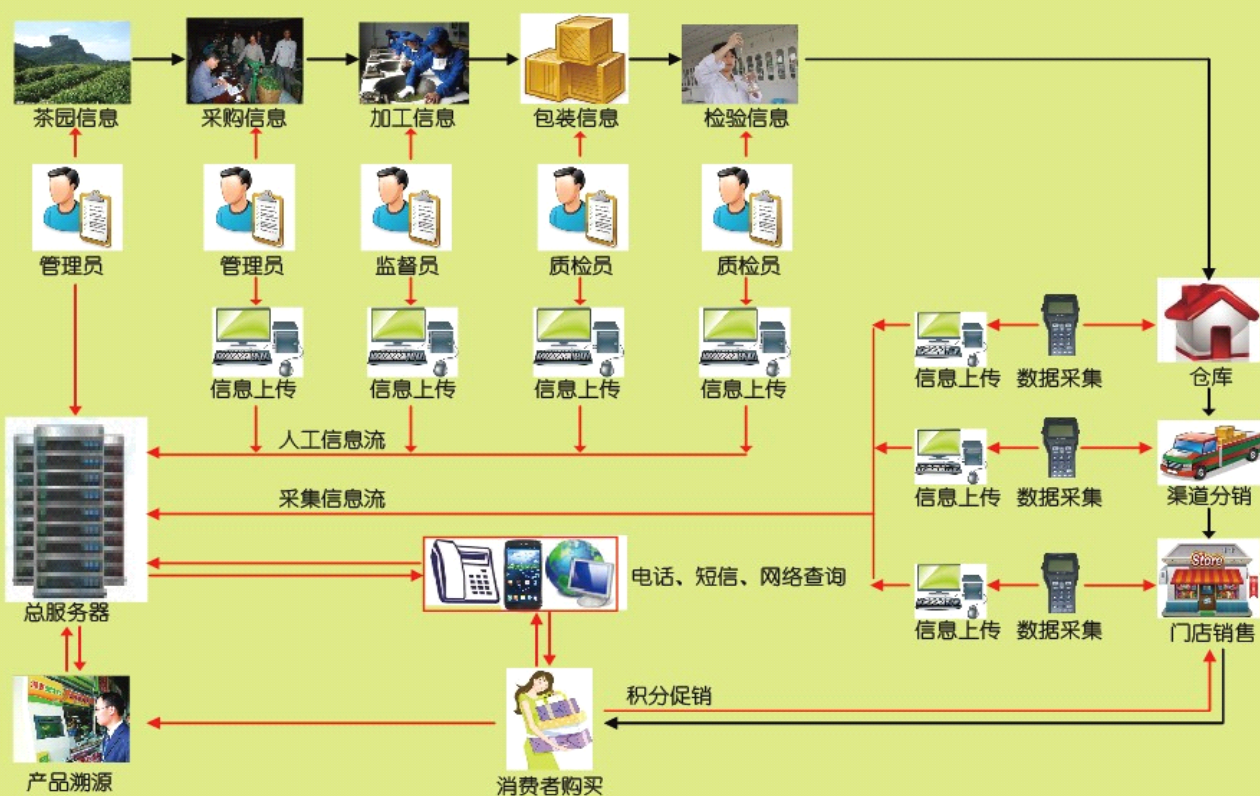 茶园信息
采购信息
加工信息
包装信息
检验信息
管理员
管理员
监督员
质检员
质检员
信息上传
信息上传
信息上传
信息上传
信息上传
数据采集
仓库
人工信息流
信息上传
数据采集
渠道分销
采集信息流
电话、短信、网络查询
Store
总服务器
信息上传
数据采集
门店销售
积分促销
产品溯源
消费者购买